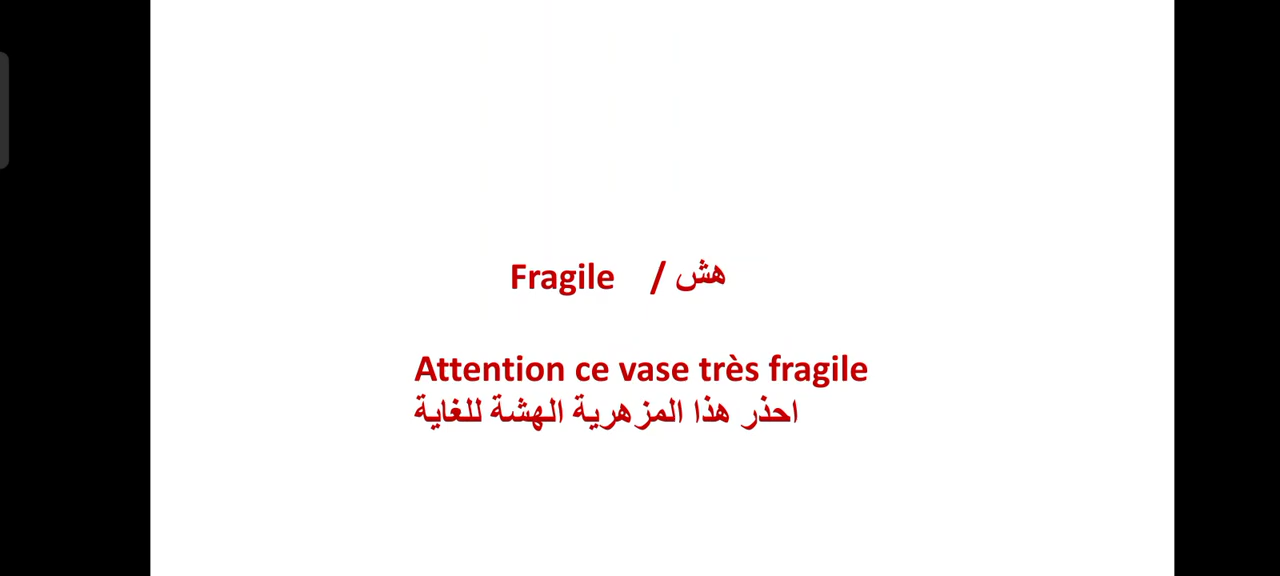 Fragile / هش
Attention ce vase très fragile
احذر هذا المزهرية الهشة للغاية